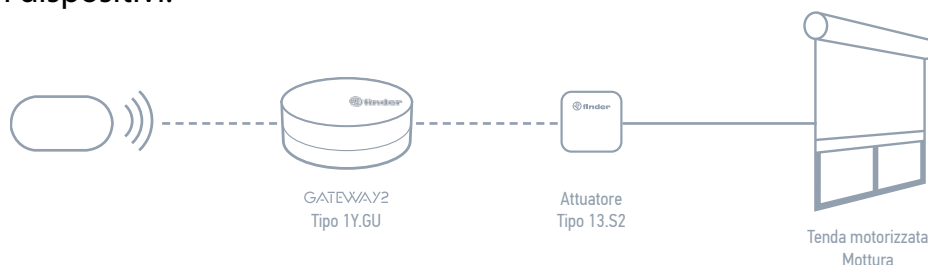 i dispositivi.
finder
finder
GATEWAY2
Tipo 1Y.GU
Attuatore
Tipo 13.S2
Tenda motorizzata
Mottura